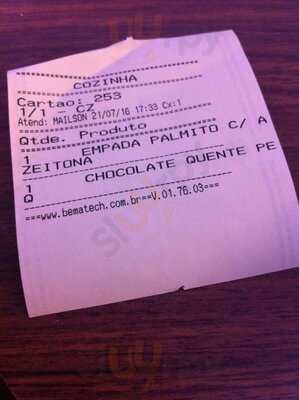 COZINHA
Cartao: 253
1/1 - CZ
Atend: MAILSON 21/07/16 17:33 Cx:1
Qtde. Produto
1 EMPADA PALMITO C/ A
ZEITONA
1 CHOCOLATE QUENTE PE
Q
===www.bematech.com.br==V.01.76.03===